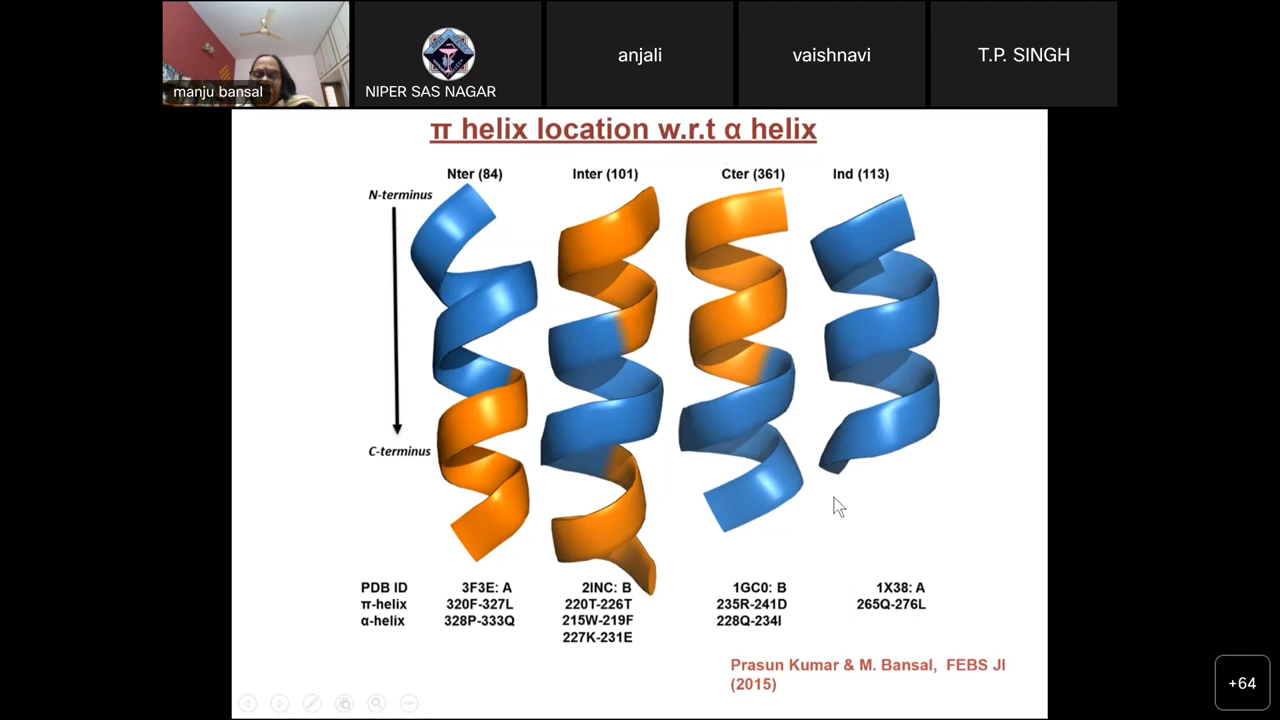 manju bansal
NIPER SAS NAGAR
anjali
vaishnavi
T.P. SINGH
π helix location w.r.t α helix
Nter (84) Inter (101) Cter (361) Ind (113)
N-terminus
C-terminus
PDB ID 3F3E: A 2INC: B 1GC0: B 1X38: A
π-helix 320F-327L 220T-226T 235R-241D 265Q-276L
α-helix 328P-333Q 215W-219F 228Q-234I
227K-231E
Prasun Kumar & M. Bansal, FEBS Jl
(2015)
+64